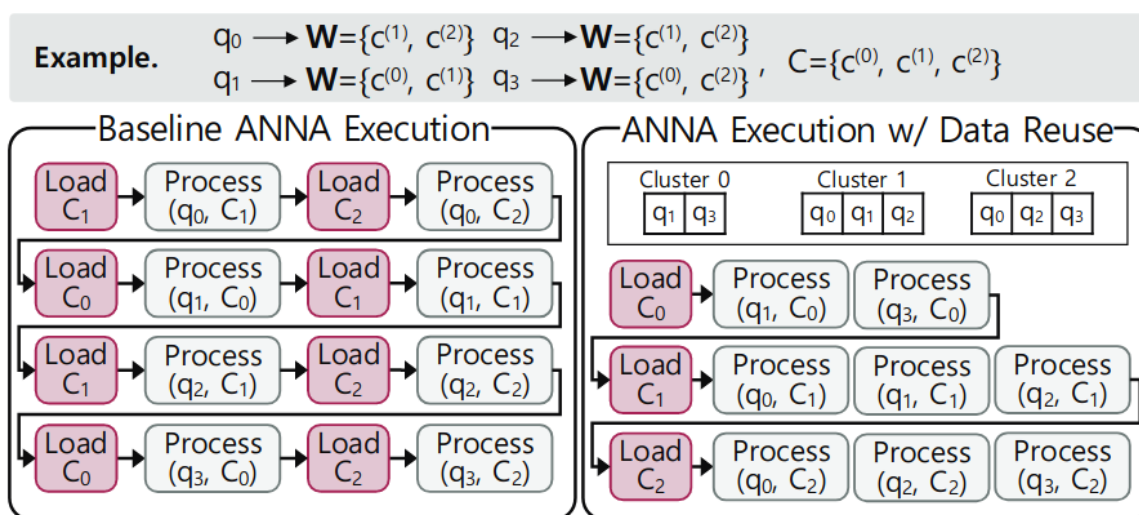 Example.
q₀ → W={c⁽¹⁾, c⁽²⁾} q₂ → W={c⁽¹⁾, c⁽²⁾}
q₁ → W={c⁽⁰⁾, c⁽¹⁾} q₃ → W={c⁽⁰⁾, c⁽²⁾} , C={c⁽⁰⁾, c⁽¹⁾, c⁽²⁾}
Baseline ANNA Execution
Load C₁
Process (q₀, C₁)
Load C₂
Process (q₀, C₂)
Load C₀
Process (q₁, C₀)
Load C₁
Process (q₁, C₁)
Load C₁
Process (q₂, C₁)
Load C₂
Process (q₂, C₂)
Load C₀
Process (q₃, C₀)
Load C₂
Process (q₃, C₂)
ANNA Execution w/ Data Reuse
Cluster 0
q₁ q₃
Cluster 1
q₀ q₁ q₂
Cluster 2
q₀ q₂ q₃
Load C₀
Process (q₁, C₀)
Process (q₃, C₀)
Load C₁
Process (q₀, C₁)
Process (q₁, C₁)
Process (q₂, C₁)
Load C₂
Process (q₀, C₂)
Process (q₂, C₂)
Process (q₃, C₂)